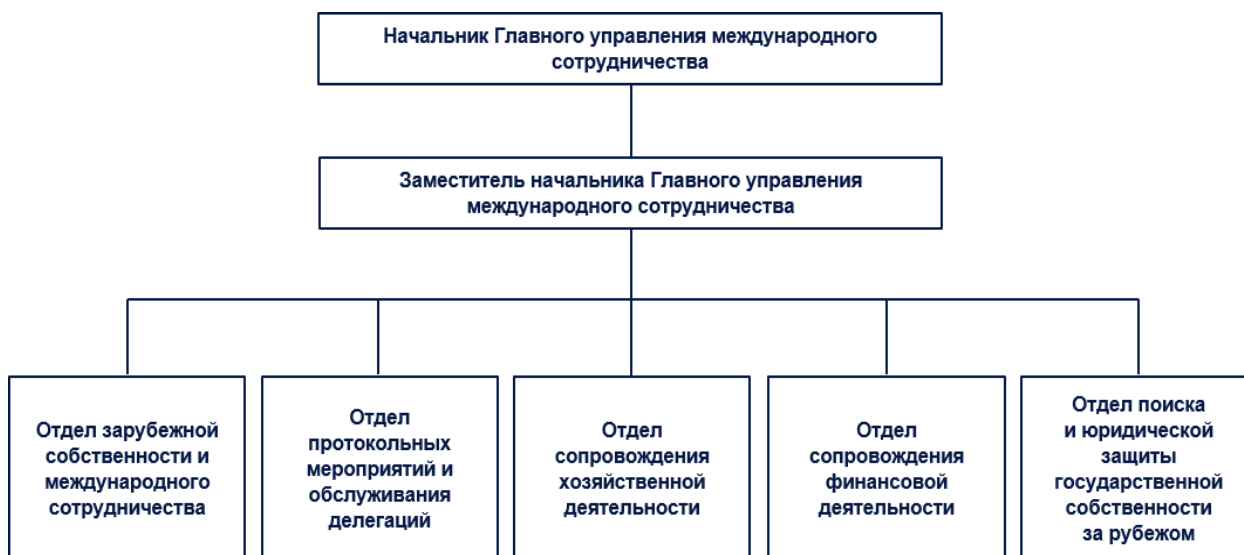 Начальник Главного управления международного
сотрудничества
Заместитель начальника Главного управления
международного сотрудничества
Отдел зарубежной
собственности и
международного
сотрудничества
Отдел
протокольных
мероприятий и
обслуживания
делегаций
Отдел
сопровождения
хозяйственной
деятельности
Отдел
сопровождения
финансовой
деятельности
Отдел поиска
и юридической
защиты
государственной
собственности
за рубежом